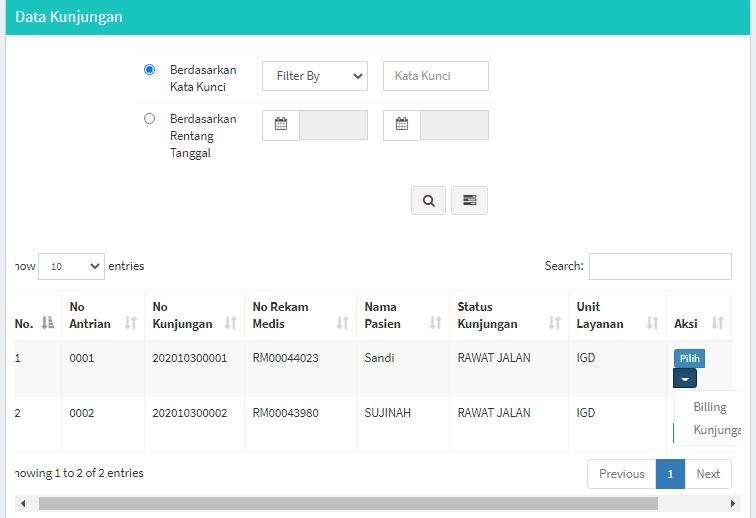 Data Kunjungan
Berdasarkan
Kata Kunci
Filter By
Kata Kunci
Berdasarkan
Rentang
Tanggal
10 entries
Search:
No. No Antrian No Kunjungan No Rekam Medis Nama Pasien Status Kunjungan Unit Layanan Aksi
1 0001 202010300001 RM00044023 Sandi RAWAT JALAN IGD Pilih
2 0002 202010300002 RM00043980 SUJINAH RAWAT JALAN IGD
Billing
Kunjunga
howing 1 to 2 of 2 entries
Previous 1 Next